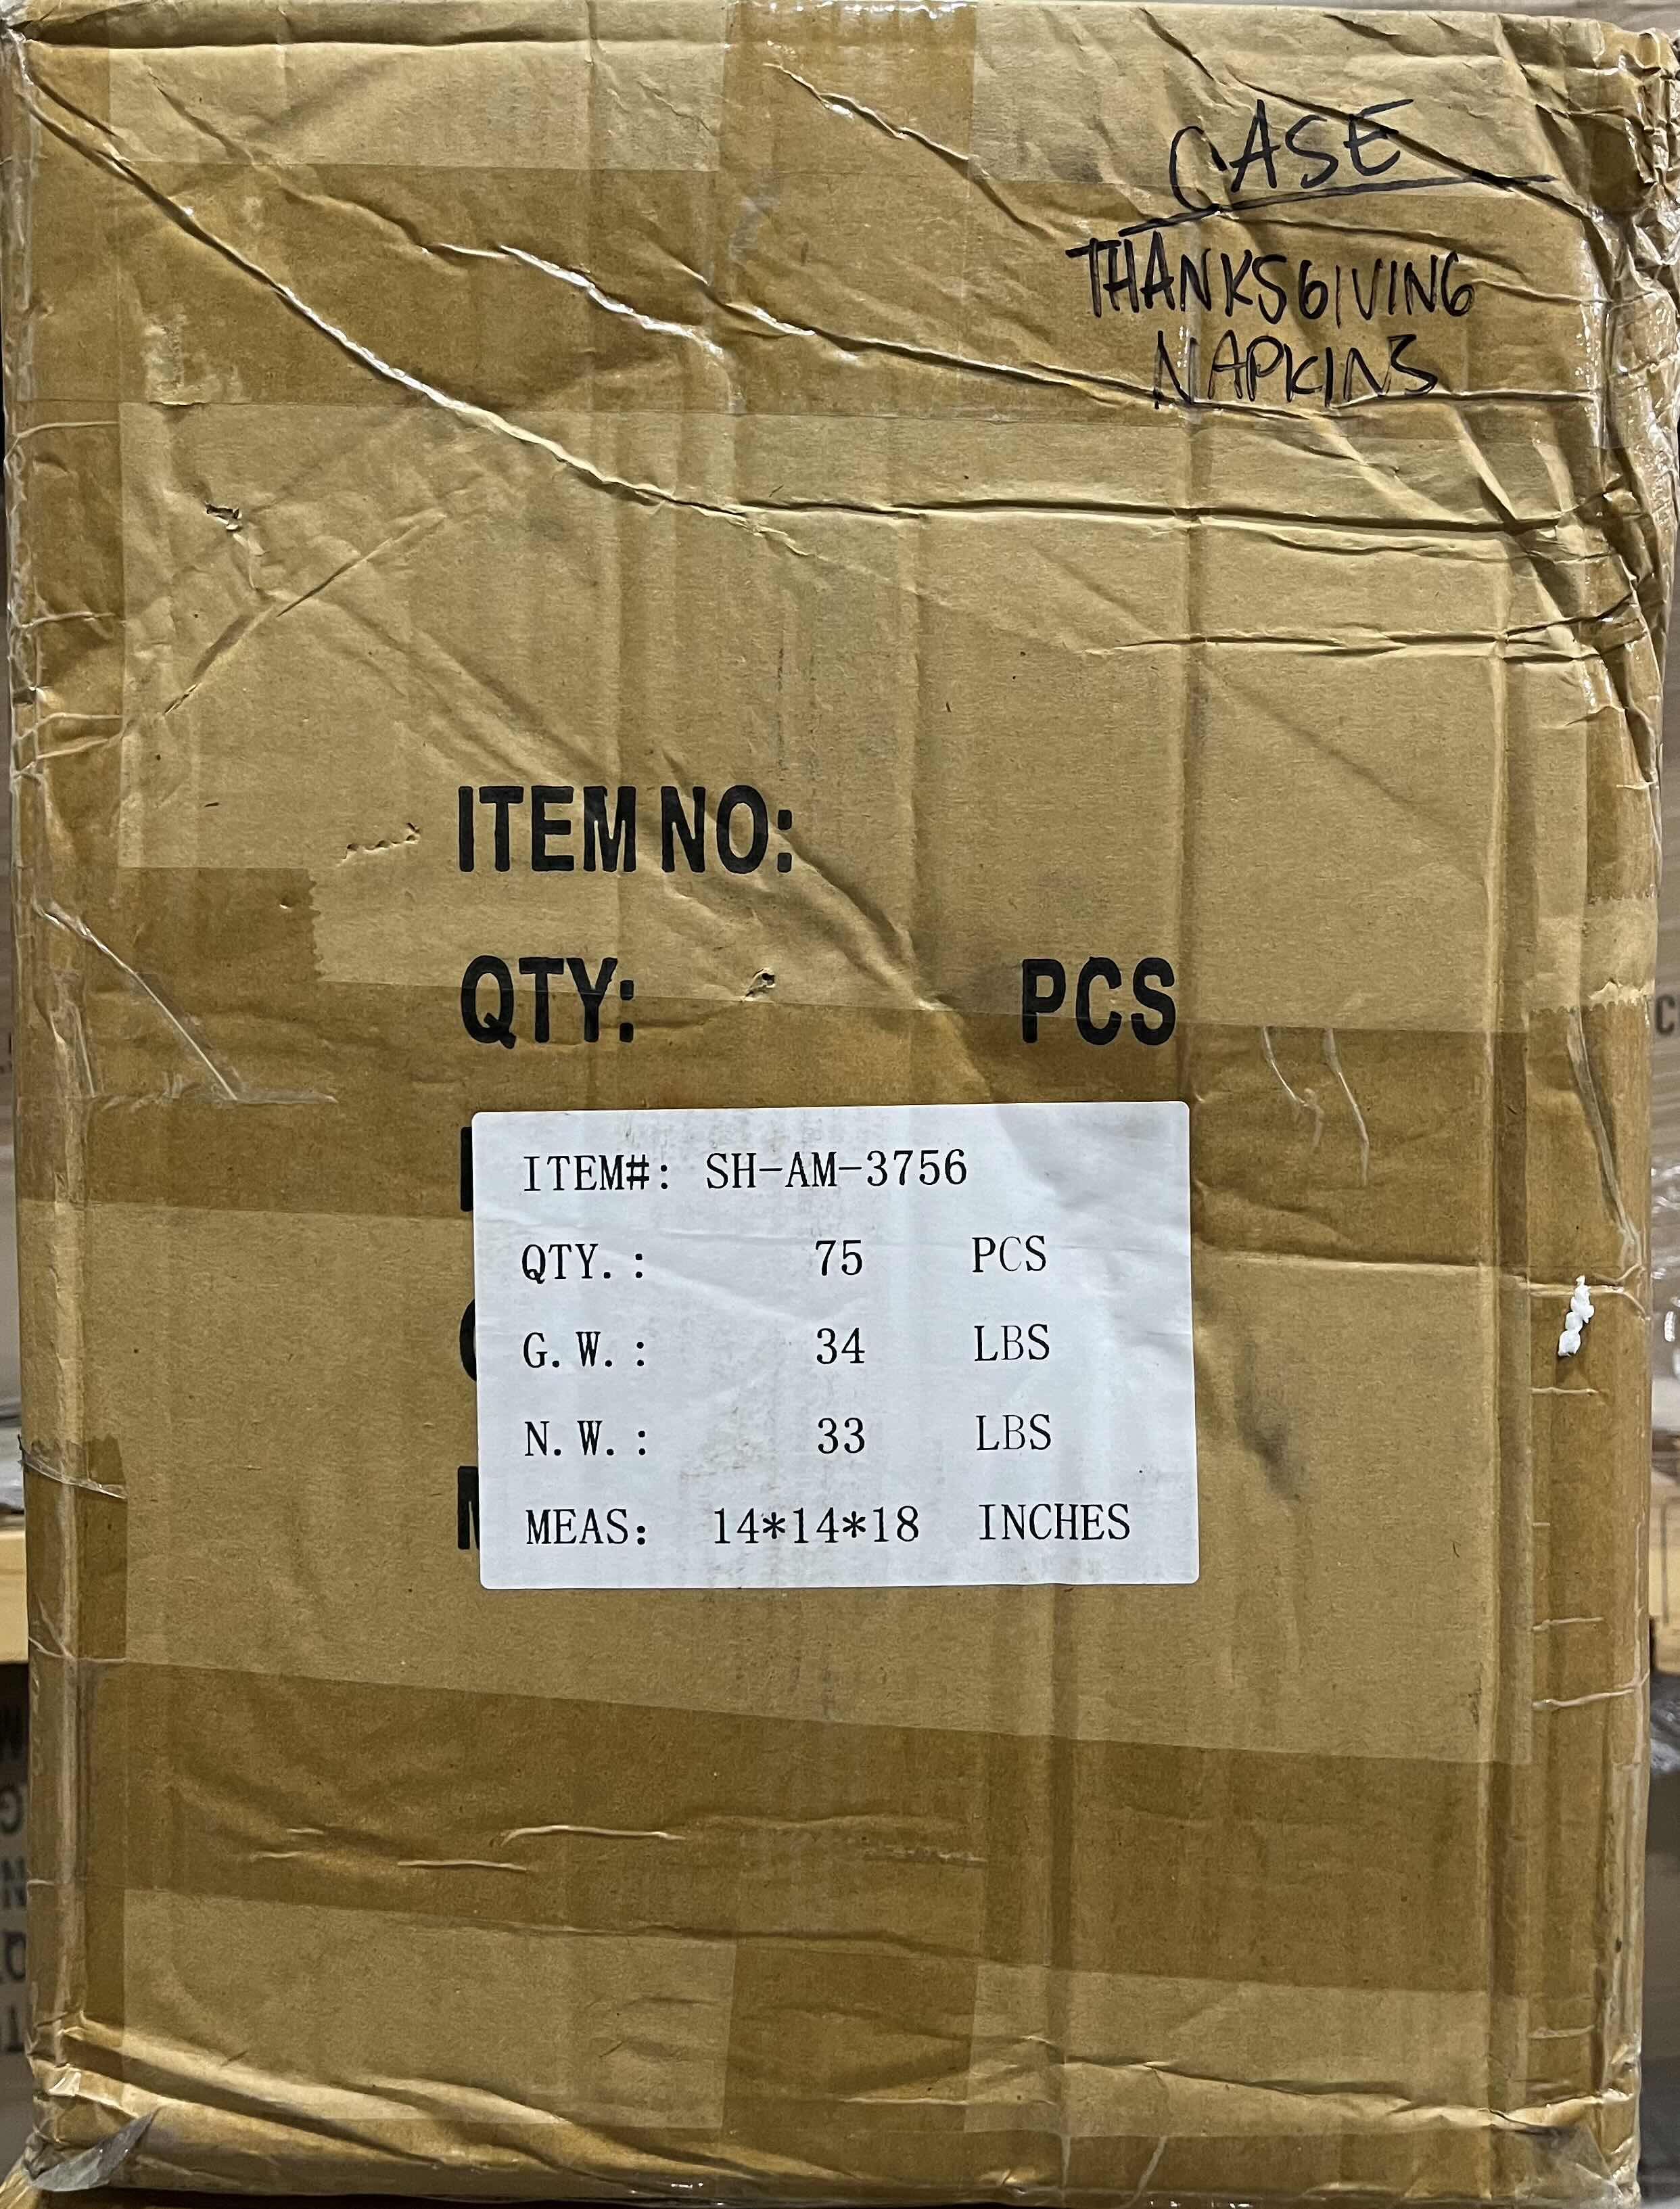 CASE
THANKSGIVING
NAPKINS
ITEM NO:
QTY: PCS
ITEM#: SH-AM-3756
QTY.: 75 PCS
G.W.: 34 LBS
N.W.: 33 LBS
MEAS: 14*14*18 INCHES